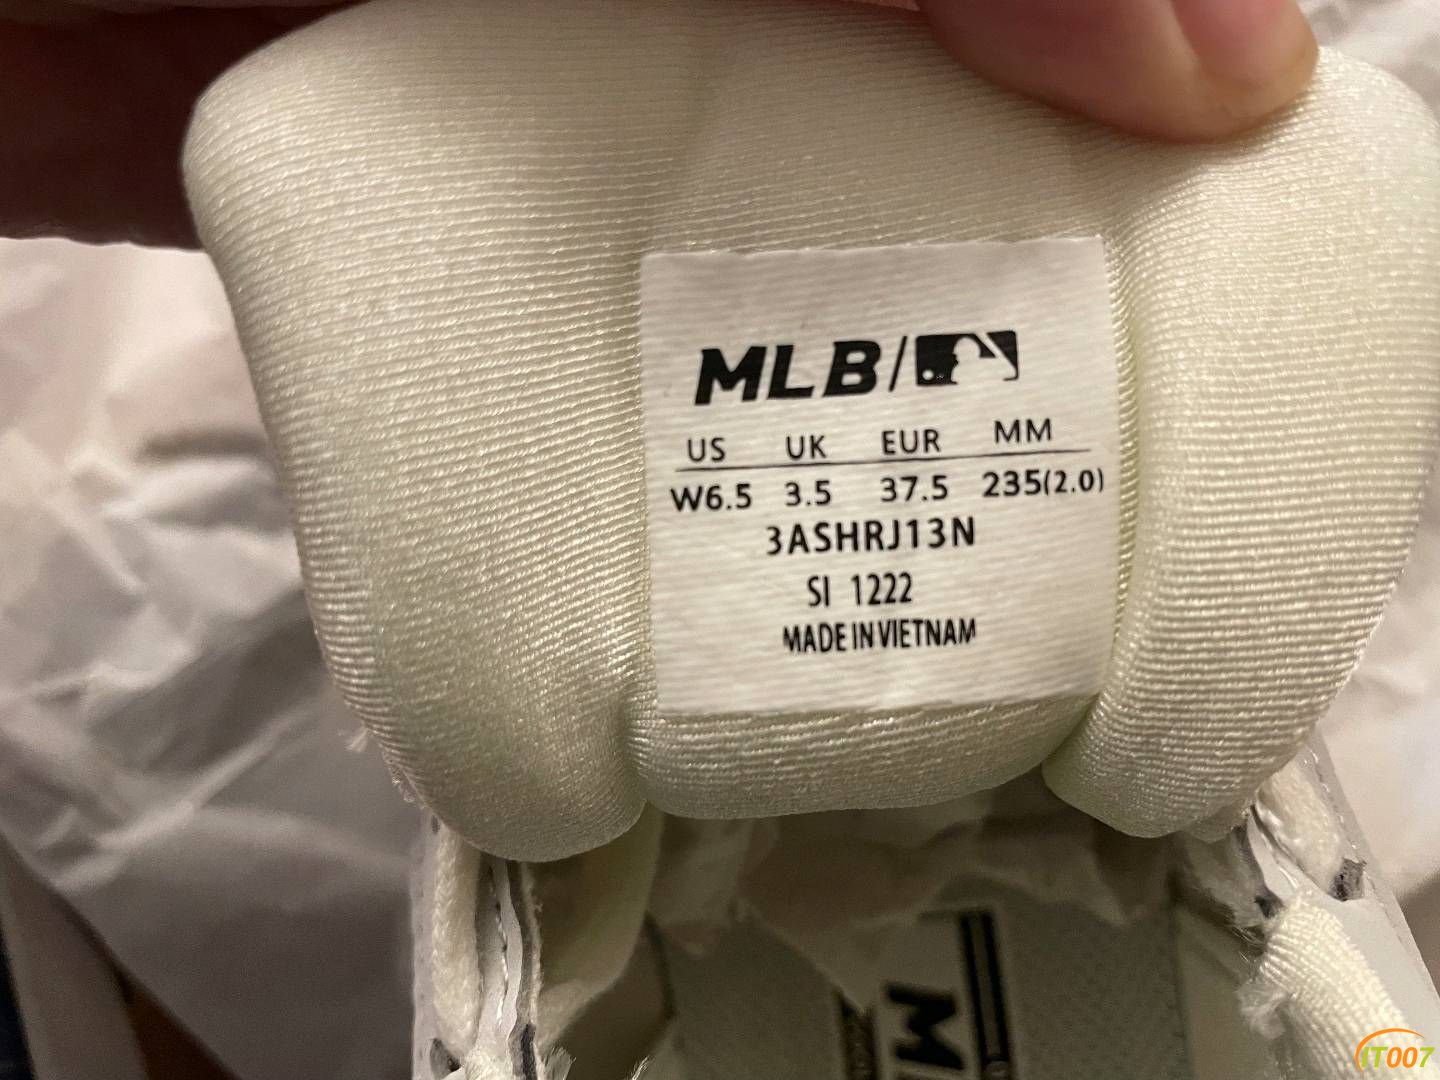 MLB/
US UK EUR MM
W6.5 3.5 37.5 235(2.0)
3ASHRJ13N
SI 1222
MADE IN VIETNAM
IT007